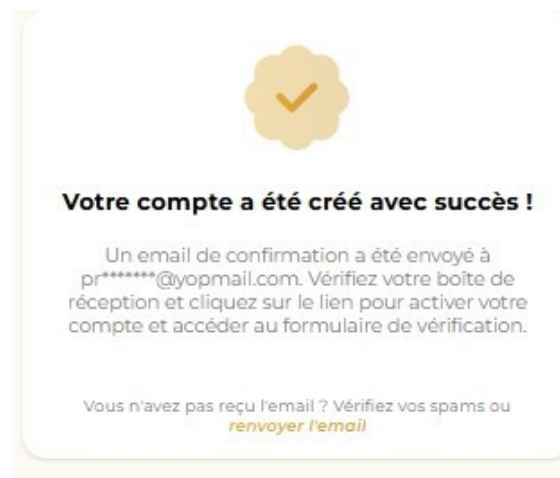 Votre compte a été créé avec succès !
Un email de confirmation a été envoyé à
pr*******@yopmail.com. Vérifiez votre boîte de
réception et cliquez sur le lien pour activer votre
compte et accéder au formulaire de vérification.
Vous n'avez pas reçu l'email ? Vérifiez vos spams ou
renvoyer l'email